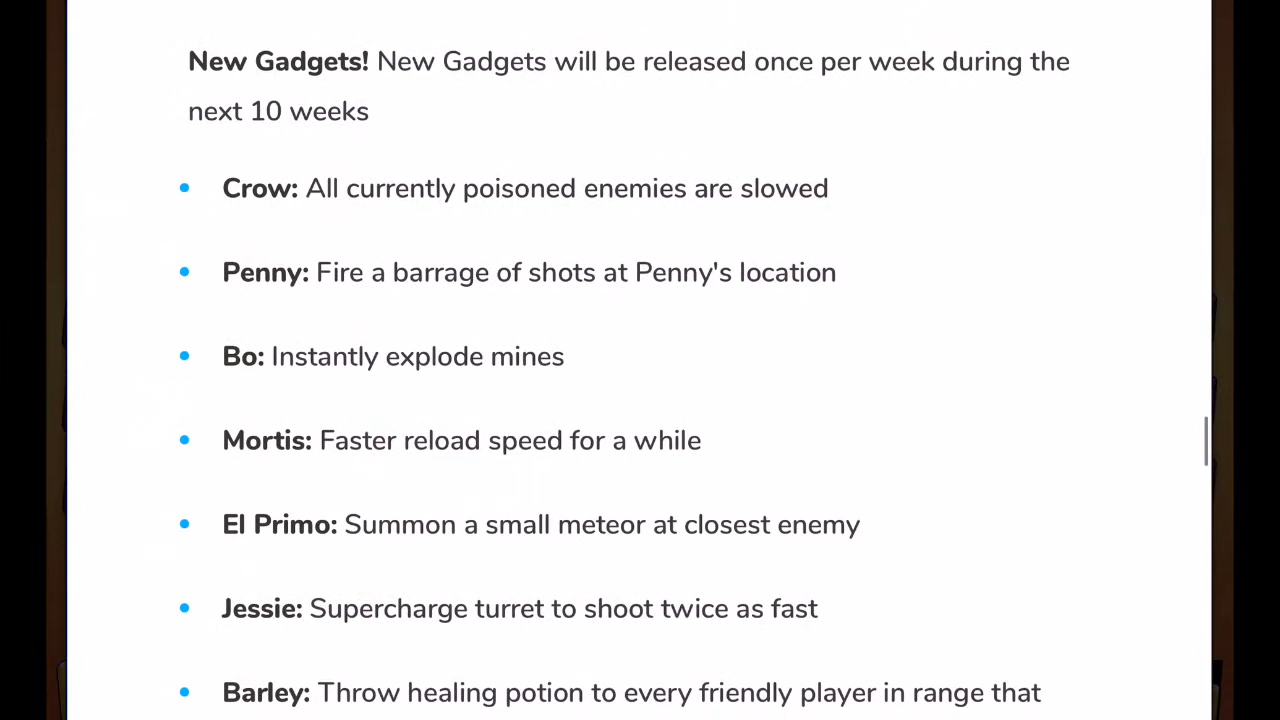 New Gadgets! New Gadgets will be released once per week during the
next 10 weeks
Crow: All currently poisoned enemies are slowed
Penny: Fire a barrage of shots at Penny's location
Bo: Instantly explode mines
Mortis: Faster reload speed for a while
El Primo: Summon a small meteor at closest enemy
Jessie: Supercharge turret to shoot twice as fast
Barley: Throw healing potion to every friendly player in range that